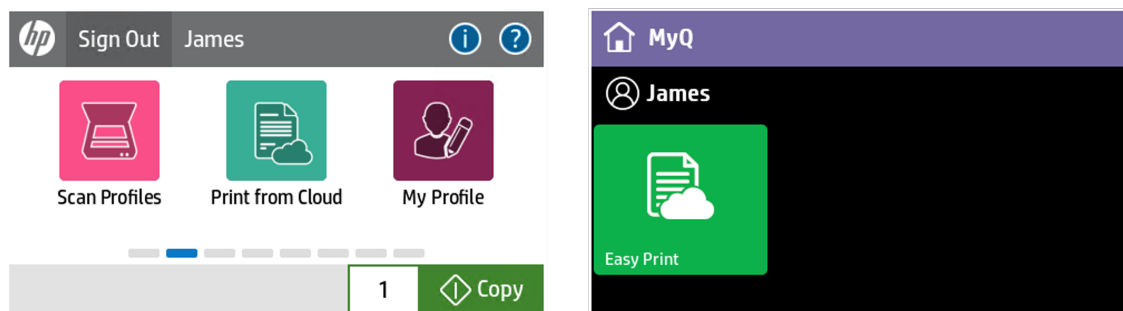 hp Sign Out James i ?
Scan Profiles Print from Cloud My Profile
1 Copy
MyQ
James
Easy Print